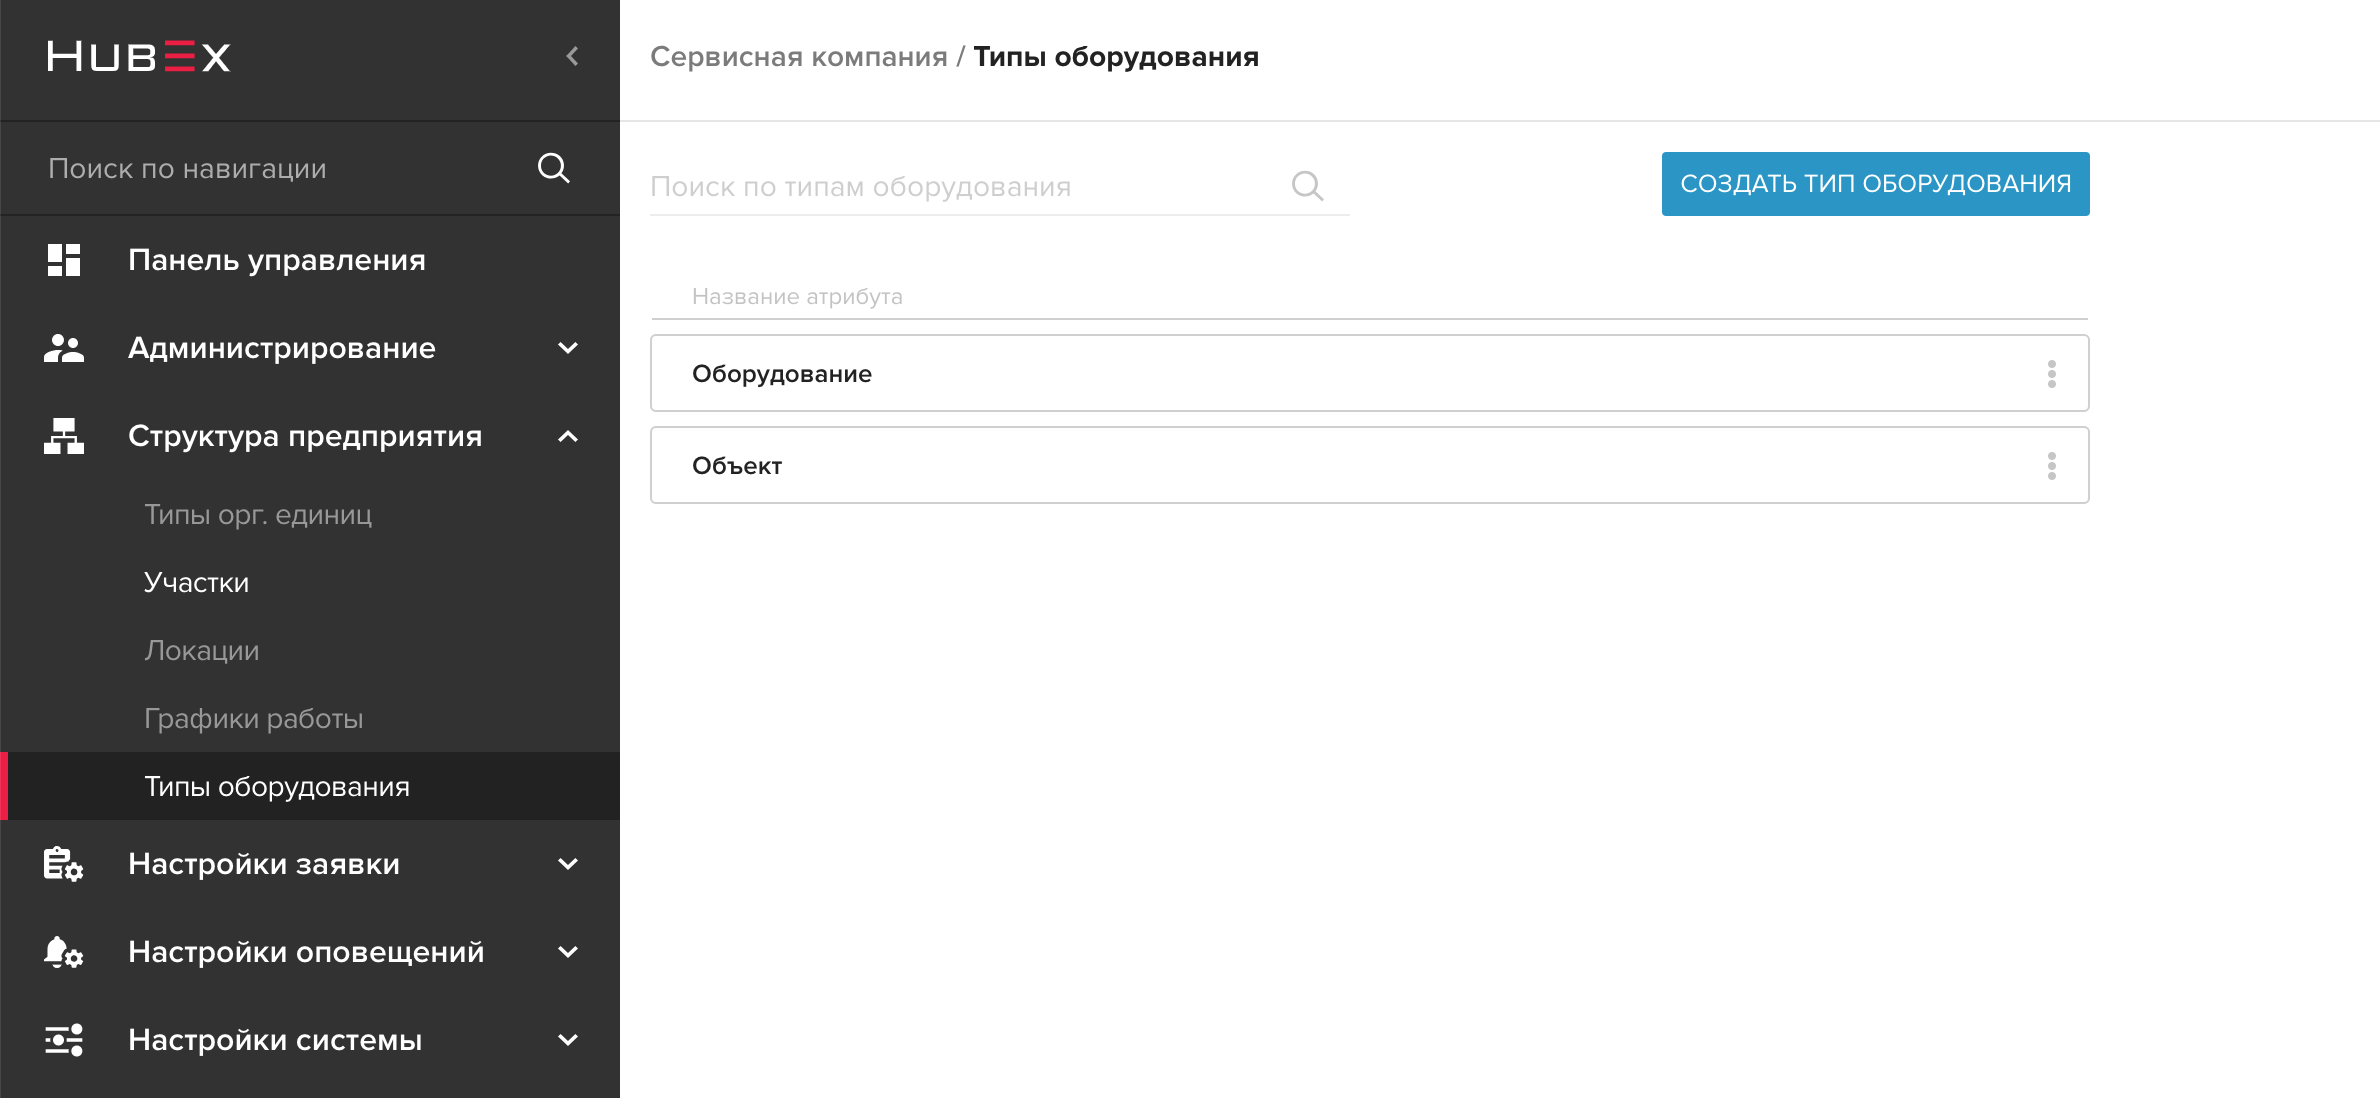 HUBEX
Поиск по навигации
Панель управления
Администрирование
Структура предприятия
Типы орг. единиц
Участки
Локации
Графики работы
Типы оборудования
Настройки заявки
Настройки оповещений
Настройки системы
Сервисная компания / Типы оборудования
Поиск по типам оборудования
СОЗДАТЬ ТИП ОБОРУДОВАНИЯ
Название атрибута
Оборудование
Объект